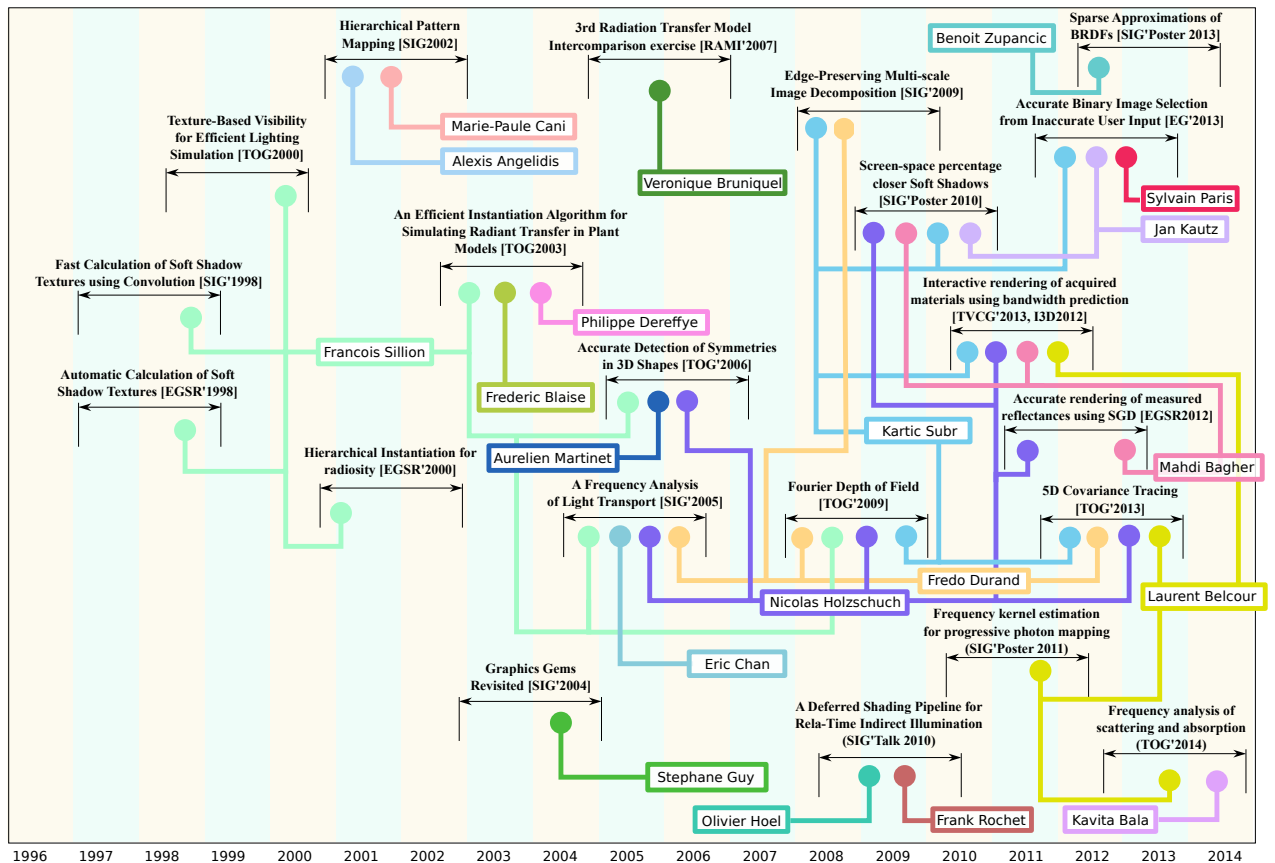 Hierarchical Pattern
Mapping [SIG2002]
3rd Radiation Transfer Model
Intercomparison exercise [RAMI'2007]
Benoit Zupancic
Sparse Approximations of
BRDFs [SIG'Poster 2013]
Edge-Preserving Multi-scale
Image Decomposition [SIG'2009]
Accurate Binary Image Selection
from Inaccurate User Input [EG'2013]
Texture-Based Visibility
for Efficient Lighting
Simulation [TOG2000]
Marie-Paule Cani
Alexis Angelidis
Veronique Bruniquel
Screen-space percentage
closer Soft Shadows
[SIG'Poster 2010]
Sylvain Paris
Jan Kautz
An Efficient Instantiation Algorithm for
Simulating Radiant Transfer in Plant
Models [TOG2003]
Fast Calculation of Soft Shadow
Textures using Convolution [SIG'1998]
Interactive rendering of acquired
materials using bandwidth prediction
[TVCG'2013, I3D2012]
Philippe Dereffye
Francois Sillion
Accurate Detection of Symmetries
in 3D Shapes [TOG'2006]
Automatic Calculation of Soft
Shadow Textures [EGSR'1998]
Frederic Blaise
Accurate rendering of measured
reflectances using SGD [EGSR2012]
Kartic Subr
Hierarchical Instantiation for
radiosity [EGSR'2000]
Aurelien Martinet
Mahdi Bagher
A Frequency Analysis
of Light Transport [SIG'2005]
Fourier Depth of Field
[TOG'2009]
5D Covariance Tracing
[TOG'2013]
Fredo Durand
Nicolas Holzschuch
Laurent Belcour
Frequency kernel estimation
for progressive photon mapping
(SIG'Poster 2011)
Eric Chan
Graphics Gems
Revisited [SIG'2004]
A Deferred Shading Pipeline for
Rela-Time Indirect Illumination
(SIG'Talk 2010)
Frequency analysis of
scattering and absorption
(TOG'2014)
Stephane Guy
Olivier Hoel
Frank Rochet
Kavita Bala
1996 1997 1998 1999 2000 2001 2002 2003 2004 2005 2006 2007 2008 2009 2010 2011 2012 2013 2014